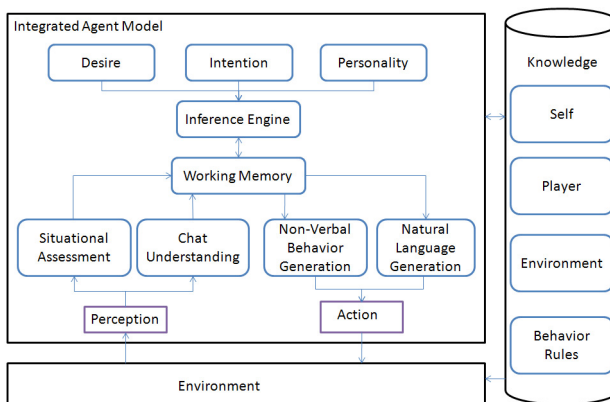 Integrated Agent Model
Desire
Intention
Personality
Inference Engine
Working Memory
Situational
Assessment
Chat
Understanding
Non-Verbal
Behavior
Generation
Natural
Language
Generation
Perception
Action
Environment
Knowledge
Self
Player
Environment
Behavior
Rules